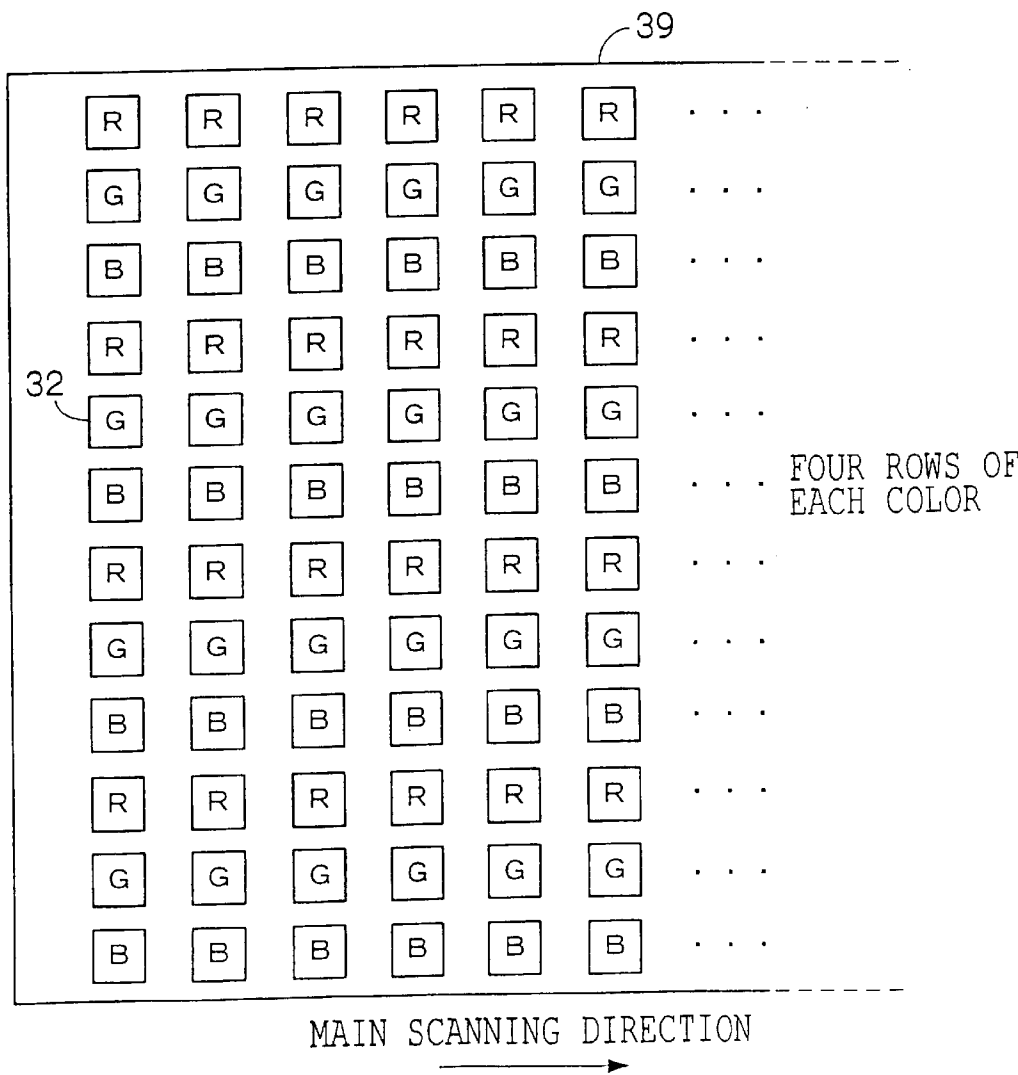 39
R R R R R R . . .
G G G G G G . . .
B B B B B B . . .
R R R R R R . . .
32
G G G G G G . . .
B B B B B B . . .
FOUR ROWS OF
EACH COLOR
R R R R R R . . .
G G G G G G . . .
B B B B B B . . .
R R R R R R . . .
G G G G G G . . .
B B B B B B . . .
MAIN SCANNING DIRECTION